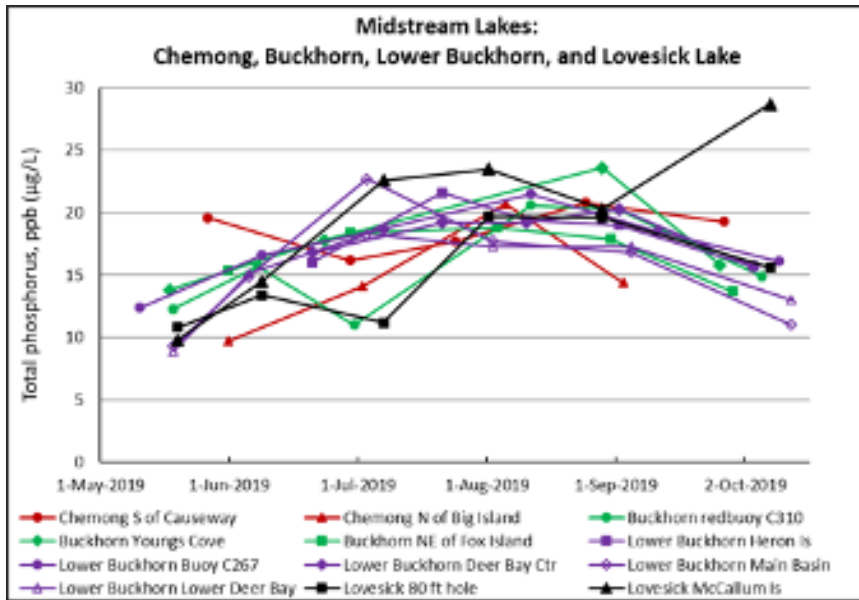 Midstream Lakes:
Chemong, Buckhorn, Lower Buckhorn, and Lovesick Lake
Total phosphorus, ppb (µg/L)
30
25
20
15
10
5
0
1-May-2019 1-Jun-2019 1-Jul-2019 1-Aug-2019 1-Sep-2019 2-Oct-2019
Chemong S of Causeway Chemong N of Big Island Buckhorn redbuoy C310
Buckhorn Youngs Cove Buckhorn NE of Fox Island Lower Buckhorn Heron Is
Lower Buckhorn Buoy C267 Lower Buckhorn Deer Bay Ctr Lower Buckhorn Main Basin
Lower Buckhorn Lower Deer Bay Lovesick 80 ft hole Lovesick McCallum Is